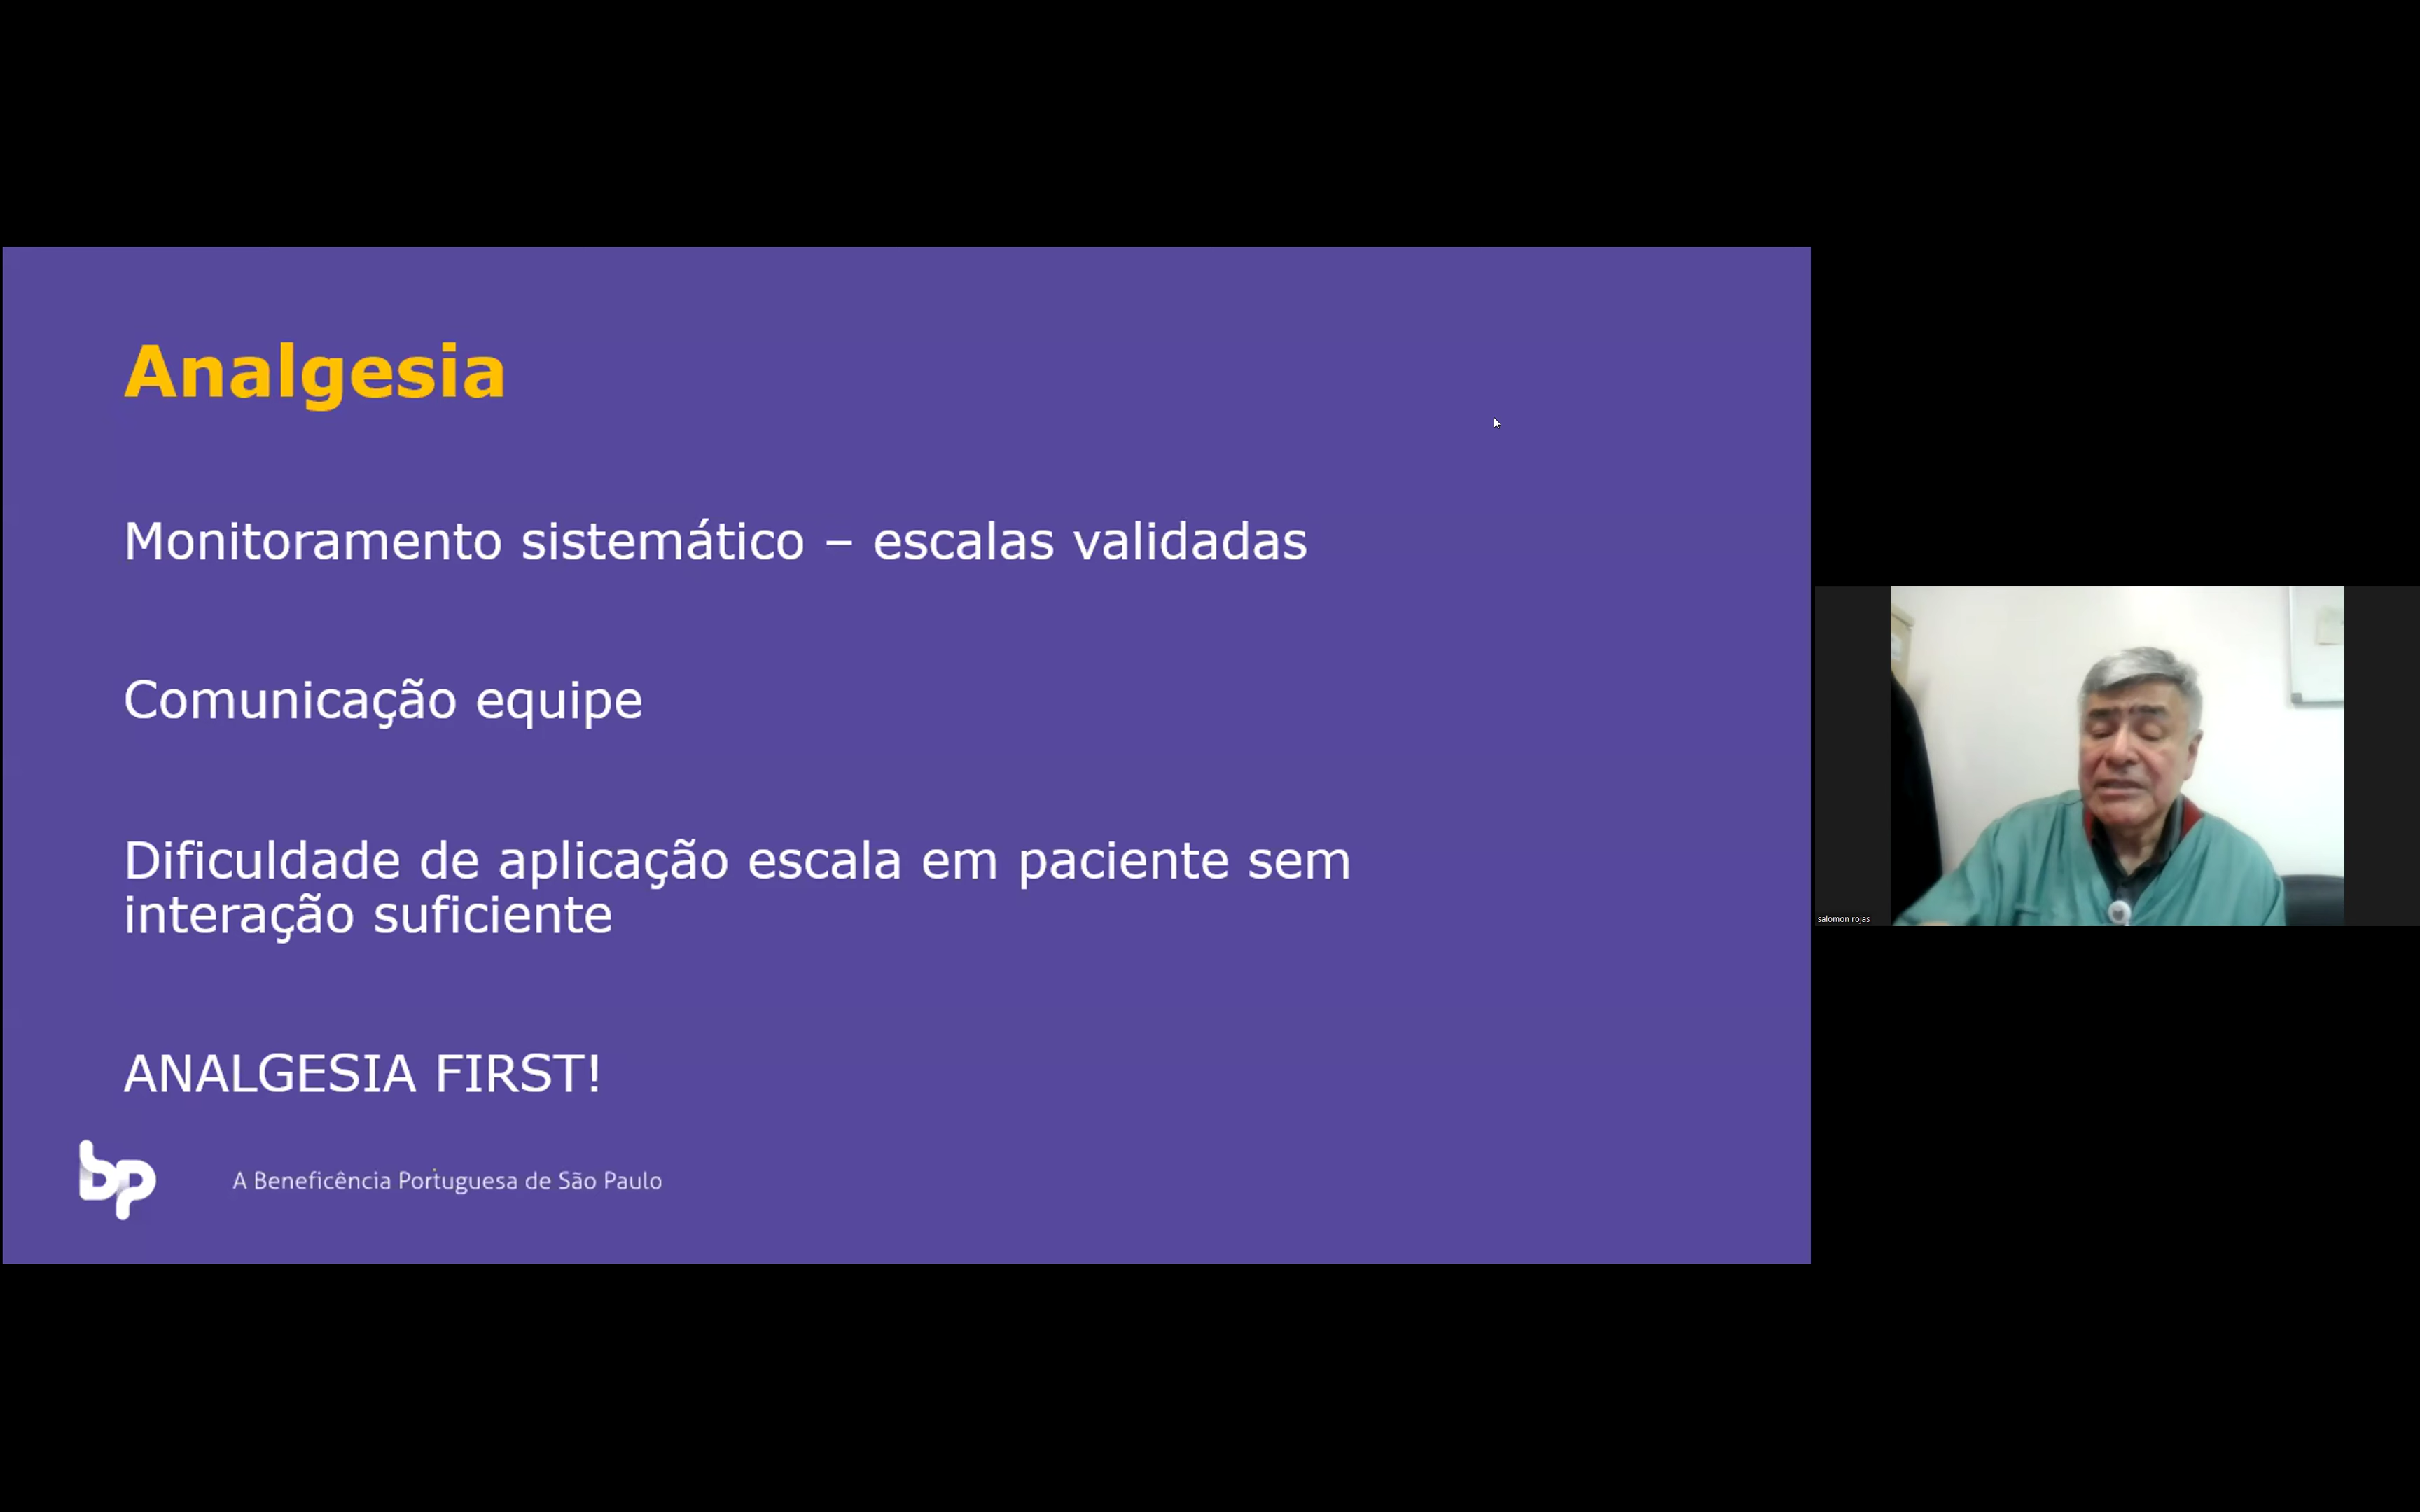 Analgesia
Monitoramento sistemático – escalas validadas
Comunicação equipe
Dificuldade de aplicação escala em paciente sem
interação suficiente
ANALGESIA FIRST!
bp
A Beneficência Portuguesa de São Paulo
salomon rojas